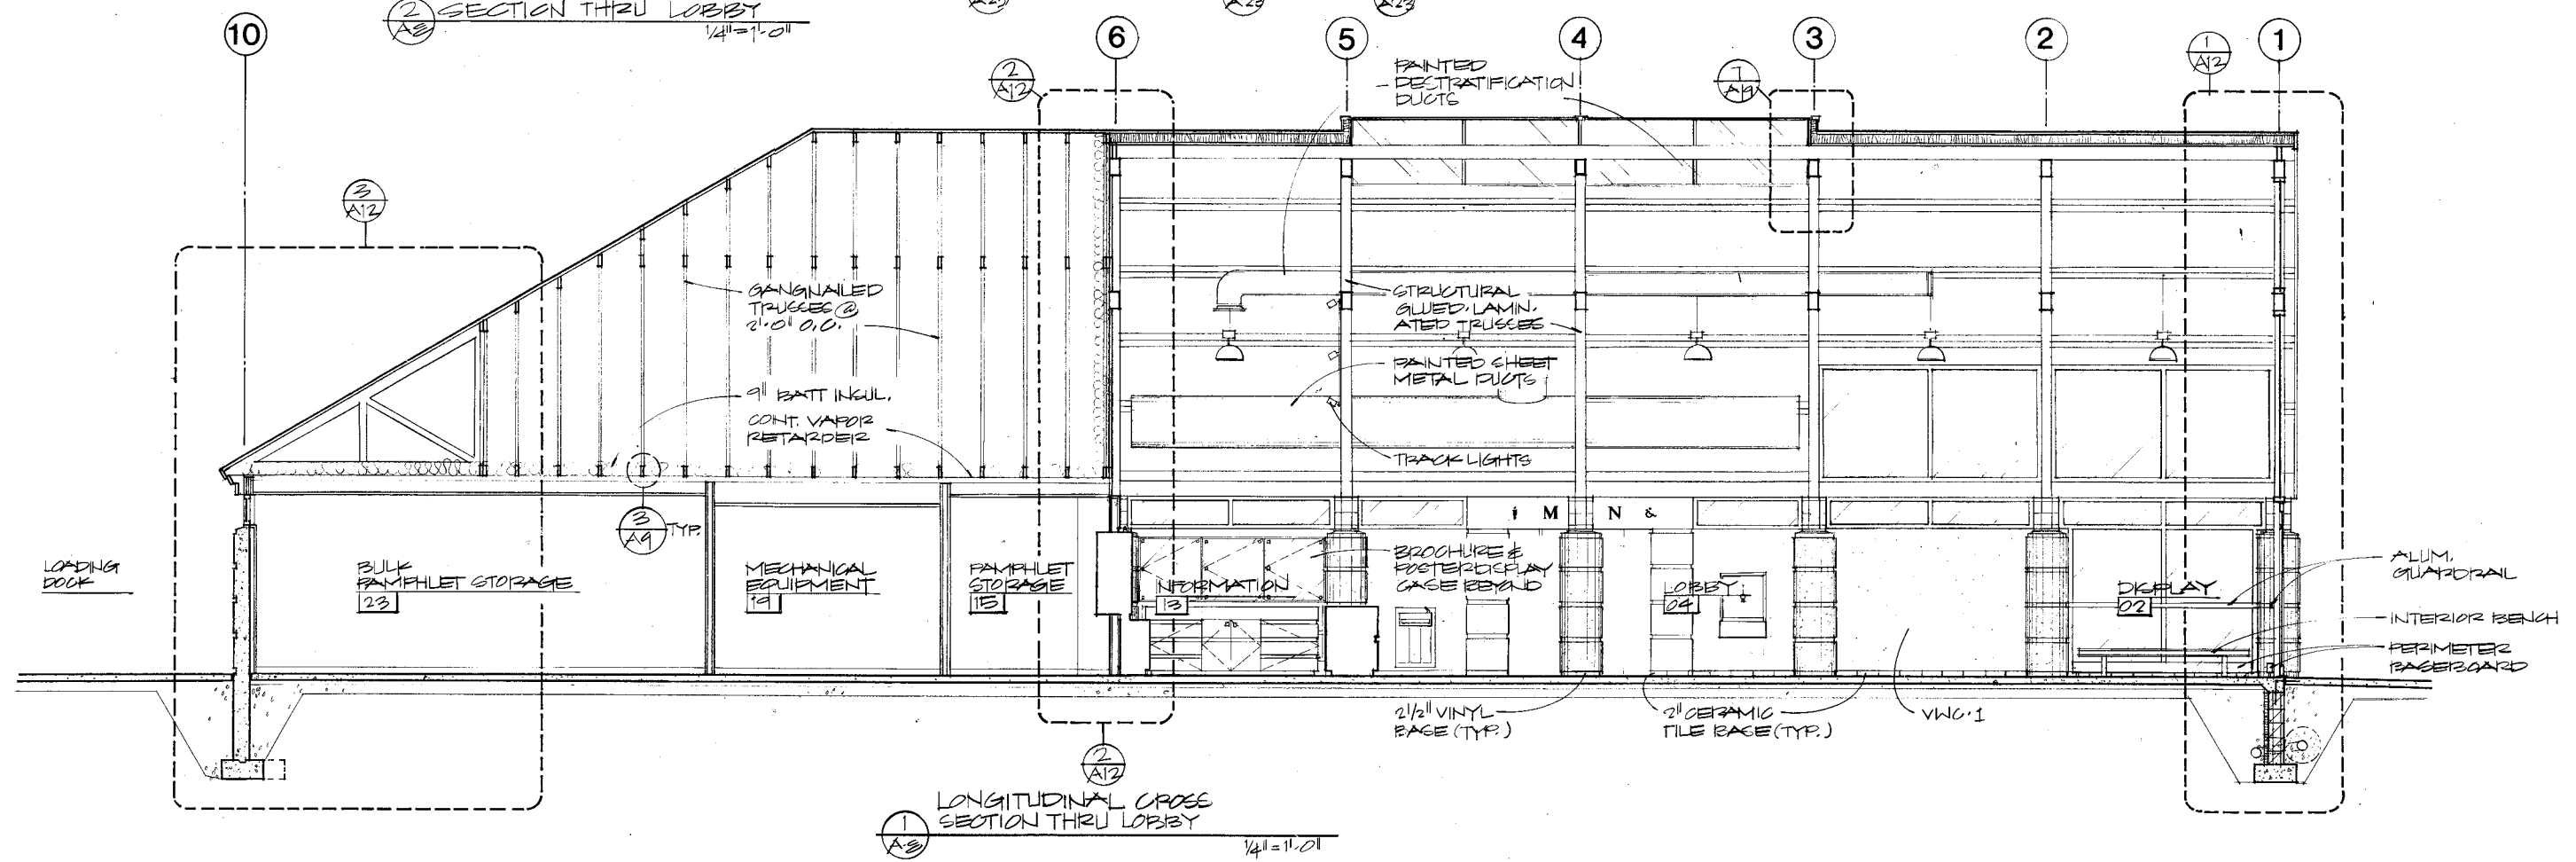 2 SECTION THRU LOBBY
A8 1/4"=1'-0"
A23 A23 A23
10 6 5 4 3 2 1
2
A12
PAINTED
DESTRATIFICATION
DUCTS
1
A12
3
A12
GANGNAILED
TRUSSES @
2'-0" O.C.
STRUCTURAL
GLUED. LAMIN.
ATED TRUSSES
PAINTED SHEET
METAL DUCTS
9" BATT INSUL.
CONT. VAPOR
RETARDER
TRACK LIGHTS
3
A9 TYP.
M N &
LOADING
DOCK
BULK
PAMPHLET STORAGE
23
MECHANICAL
EQUIPMENT
19
PAMPHLET
STORAGE
15
INFORMATION
13
BROCHURE &
POSTER DISPLAY
CASE BEYOND
LOBBY
04
DISPLAY
02
ALUM.
GUARDRAIL
INTERIOR BENCH
PERIMETER
BASEBOARD
2 1/2" VINYL
BASE (TYP.)
2" CERAMIC
TILE BASE (TYP.)
VWC-1
2
A12
LONGITUDINAL CROSS
1 SECTION THRU LOBBY
A8 1/4"=1'-0"